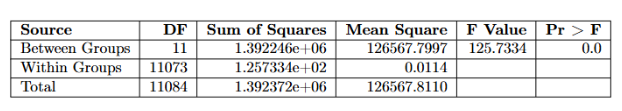 Source DF Sum of Squares Mean Square F Value Pr > F
Between Groups 11 1.392246e+06 126567.7997 125.7334 0.0
Within Groups 11073 1.257334e+02 0.0114
Total 11084 1.392372e+06 126567.8110